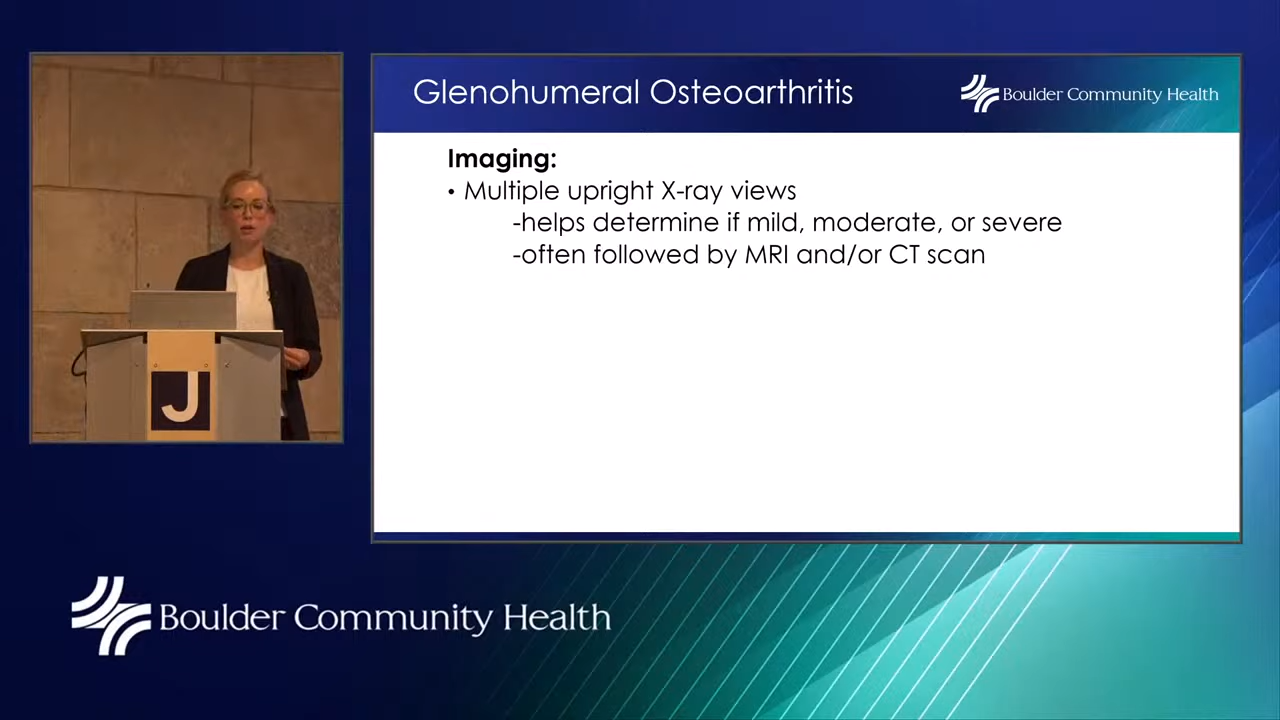 Glenohumeral Osteoarthritis
Boulder Community Health
Imaging:
• Multiple upright X-ray views
-helps determine if mild, moderate, or severe
-often followed by MRI and/or CT scan
J
Boulder Community Health